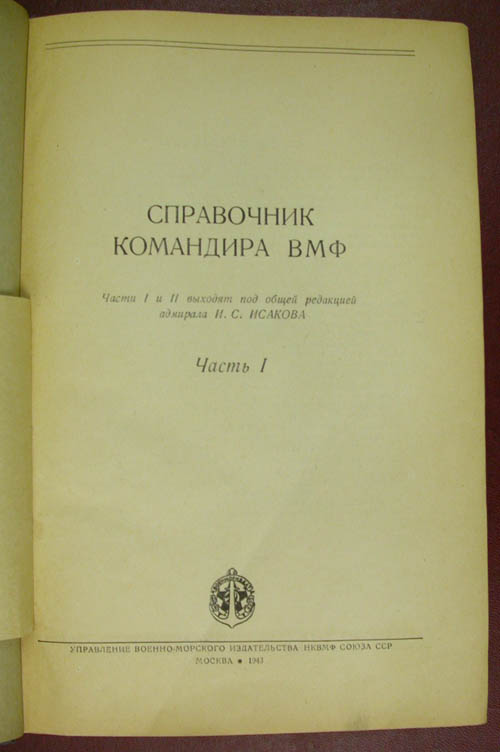 СПРАВОЧНИК
КОМАНДИРА ВМФ
Части I и II выходят под общей редакцией
адмирала И. С. ИСАКОВА
Часть I
УПРАВЛЕНИЕ ВОЕННО-МОРСКОГО ИЗДАТЕЛЬСТВА НКВМФ СОЮЗА ССР
МОСКВА • 1943